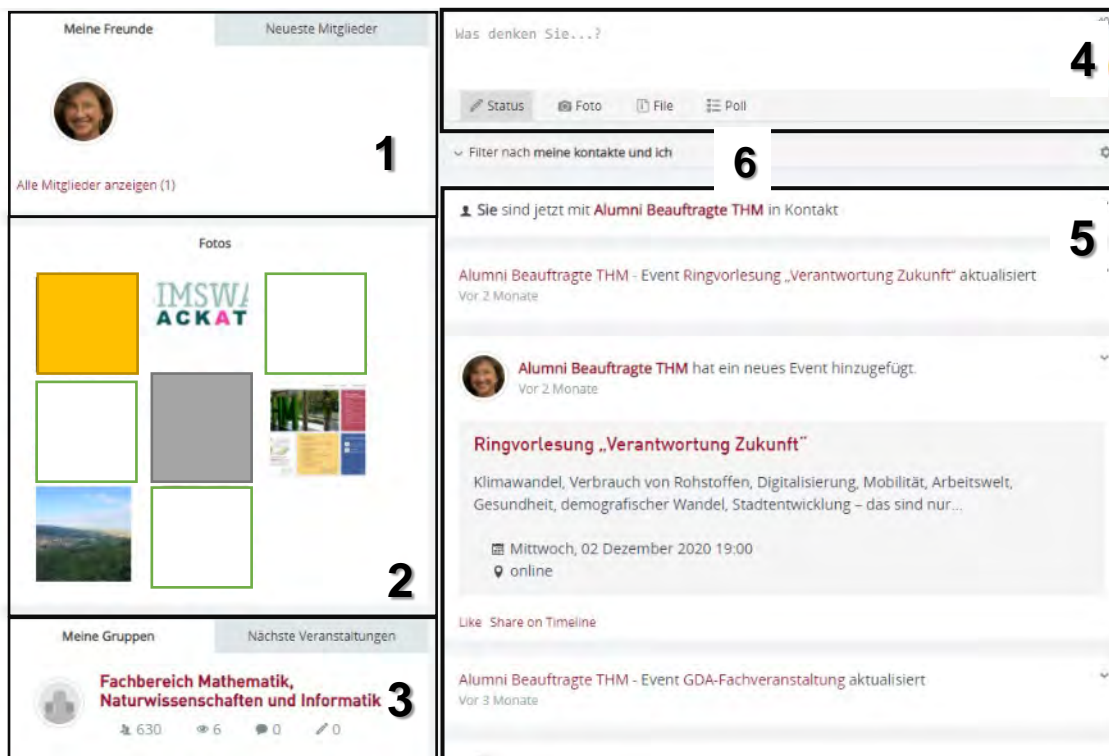 Meine Freunde
Neueste Mitglieder
1
Alle Mitglieder anzeigen (1)
Fotos
IMSWA
ACKAT
2
Meine Gruppen
Nächste Veranstaltungen
Fachbereich Mathematik,
Naturwissenschaften und Informatik
3
630 6 0 0
Was denken Sie...?
4
Status Foto File Poll
Filter nach meine kontakte und ich
6
Sie sind jetzt mit Alumni Beauftragte THM in Kontakt
5
Alumni Beauftragte THM - Event Ringvorlesung „Verantwortung Zukunft“ aktualisiert
Vor 2 Monate
Alumni Beauftragte THM hat ein neues Event hinzugefügt.
Vor 2 Monate
Ringvorlesung „Verantwortung Zukunft“
Klimawandel, Verbrauch von Rohstoffen, Digitalisierung, Mobilität, Arbeitswelt,
Gesundheit, demografischer Wandel, Stadtentwicklung – das sind nur...
Mittwoch, 02 Dezember 2020 19:00
online
Like Share on Timeline
Alumni Beauftragte THM - Event GDA-Fachveranstaltung aktualisiert
Vor 3 Monate